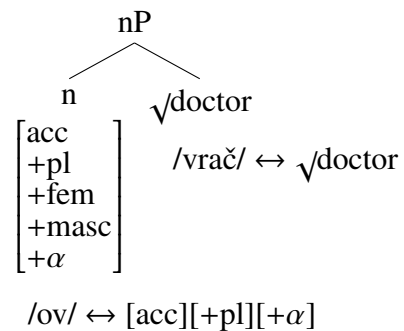 nP
n √doctor
[acc
+pl
+fem
+masc
+α]
/vrač/ ↔ √doctor
/ov/ ↔ [acc][+pl][+α]